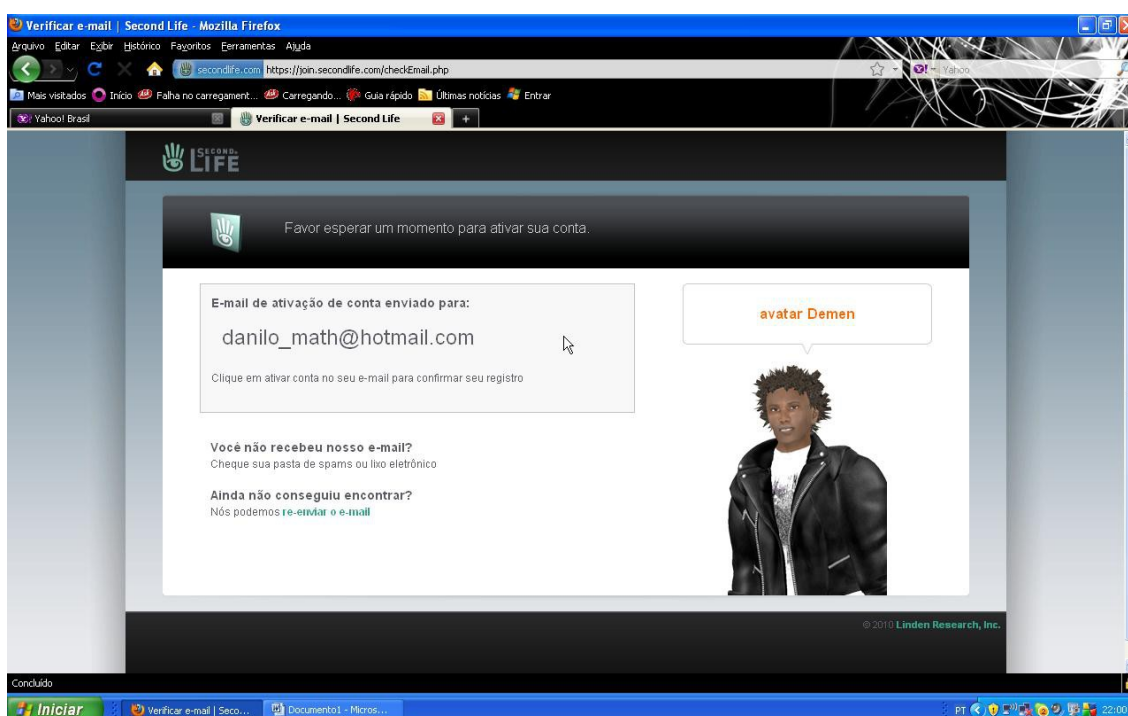 Verificar e-mail | Second Life - Mozilla Firefox
Arquivo Editar Exibir Histórico Favoritos Ferramentas Ajuda
secondlife.com https://join.secondlife.com/checkEmail.php
Yahoo
Mais visitados Início Falha no carregament... Carregando... Guia rápido Últimas notícias Entrar
Yahoo! Brasil Verificar e-mail | Second Life
SECOND
LIFE
Favor esperar um momento para ativar sua conta.
E-mail de ativação de conta enviado para:
danilo_math@hotmail.com
Clique em ativar conta no seu e-mail para confirmar seu registro
avatar Demen
Você não recebeu nosso e-mail?
Cheque sua pasta de spams ou lixo eletrônico
Ainda não conseguiu encontrar?
Nós podemos re-enviar o e-mail
© 2010 Linden Research, Inc.
Concluído
Iniciar Verificar e-mail | Seco... Documento1 - Micros... PT 22:00